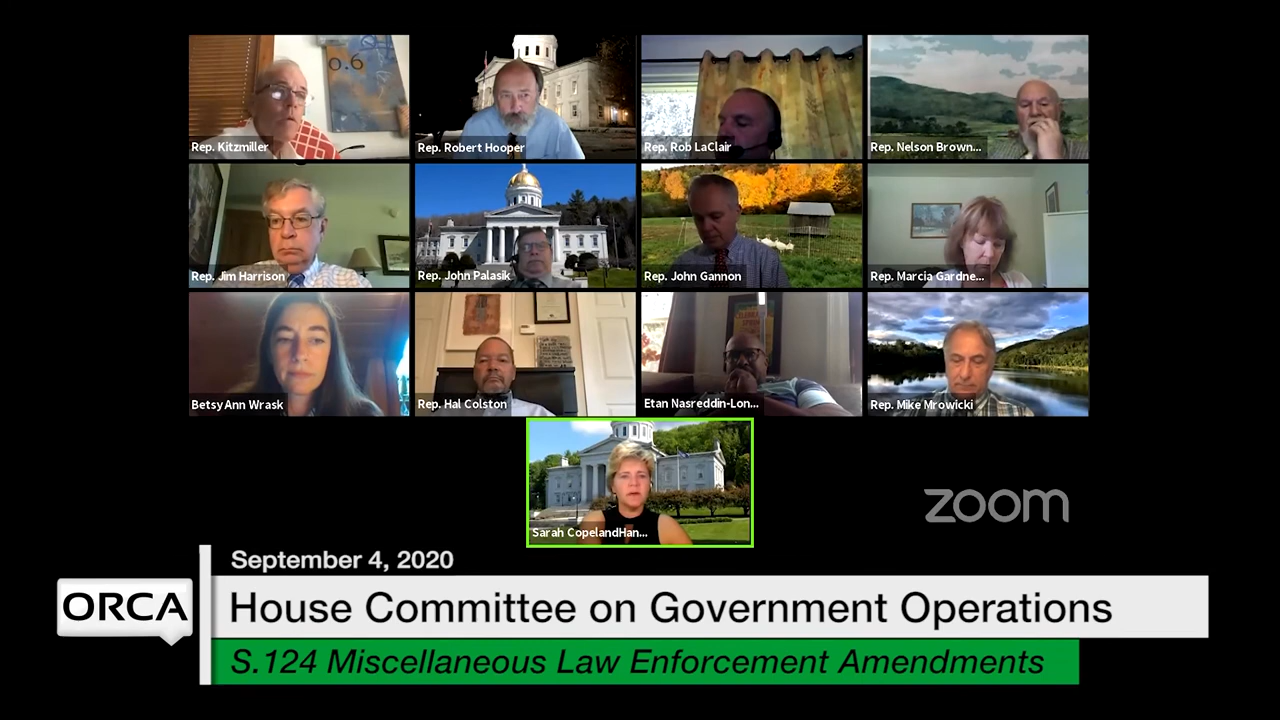 0.6
Rep. Kitzmiller
Rep. Robert Hooper
Rep. Rob LaClair
Rep. Nelson Brown...
Rep. Jim Harrison
Rep. John Palasik
Rep. John Gannon
Rep. Marcia Gardne...
Betsy Ann Wrask
Rep. Hal Colston
Etan Nasreddin-Lon...
Rep. Mike Mrowicki
Sarah CopelandHan...
zoom
September 4, 2020
ORCA
House Committee on Government Operations
S.124 Miscellaneous Law Enforcement Amendments